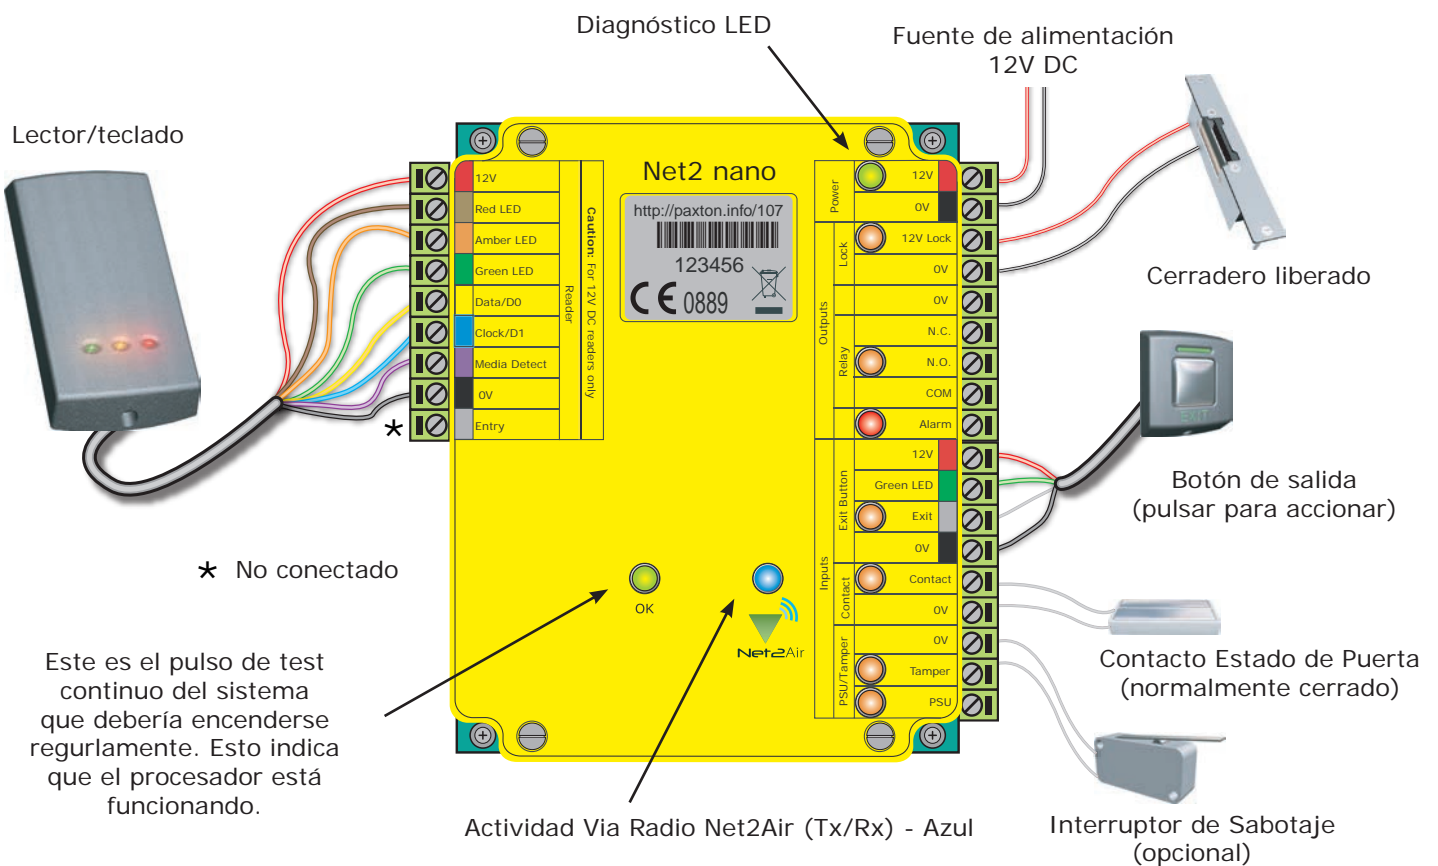 Diagnóstico LED
Fuente de alimentación
12V DC
Lector/teclado
Net2 nano
http://paxton.info/107
123456
CE 0889
12V
Red LED
Amber LED
Green LED
Data/D0
Clock/D1
Media Detect
0V
Entry
Reader
Caution: For 12V DC readers only
Power
12V
0V
Outputs
Lock
12V Lock
0V
Relay
0V
N.C.
N.O.
COM
Alarm
Inputs
Exit Button
12V
Green LED
Exit
0V
Contact
Contact
0V
PSU/Tamper
0V
Tamper
PSU
OK
Net2Air
Cerradero liberado
EXIT
Botón de salida
(pulsar para accionar)
* No conectado
*
Este es el pulso de test
continuo del sistema
que debería encenderse
regurlamente. Esto indica
que el procesador está
funcionando.
Contacto Estado de Puerta
(normalmente cerrado)
Actividad Via Radio Net2Air (Tx/Rx) - Azul
Interruptor de Sabotaje
(opcional)